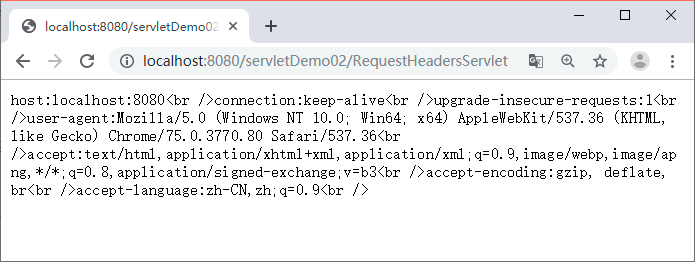 localhost:8080/servletDemo02
localhost:8080/servletDemo02/RequestHeadersServlet
host:localhost:8080<br />connection:keep-alive<br />upgrade-insecure-requests:1<br
/>user-agent:Mozilla/5.0 (Windows NT 10.0; Win64; x64) AppleWebKit/537.36 (KHTML,
like Gecko) Chrome/75.0.3770.80 Safari/537.36<br
/>accept:text/html,application/xhtml+xml,application/xml;q=0.9,image/webp,image/ap
ng,*/*;q=0.8,application/signed-exchange;v=b3<br />accept-encoding:gzip, deflate,
br<br />accept-language:zh-CN,zh;q=0.9<br />